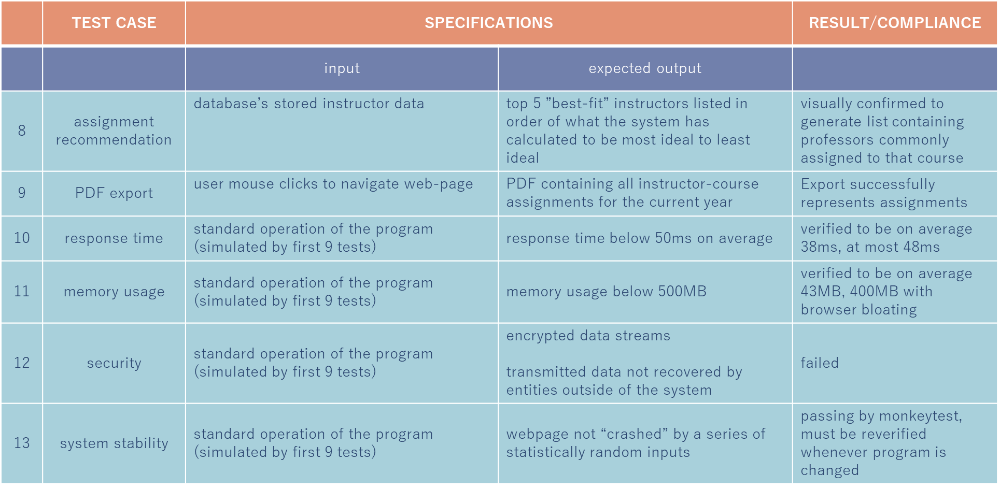 TEST CASE
SPECIFICATIONS
RESULT/COMPLIANCE
input
expected output
8
assignment
recommendation
database’s stored instructor data
top 5 ”best-fit” instructors listed in
order of what the system has
calculated to be most ideal to least
ideal
visually confirmed to
generate list containing
professors commonly
assigned to that course
9
PDF export
user mouse clicks to navigate web-page
PDF containing all instructor-course
assignments for the current year
Export successfully
represents assignments
10
response time
standard operation of the program
(simulated by first 9 tests)
response time below 50ms on average
verified to be on average
38ms, at most 48ms
11
memory usage
standard operation of the program
(simulated by first 9 tests)
memory usage below 500MB
verified to be on average
43MB, 400MB with
browser bloating
12
security
standard operation of the program
(simulated by first 9 tests)
encrypted data streams
transmitted data not recovered by
entities outside of the system
failed
13
system stability
standard operation of the program
(simulated by first 9 tests)
webpage not “crashed” by a series of
statistically random inputs
passing by monkeytest,
must be reverified
whenever program is
changed